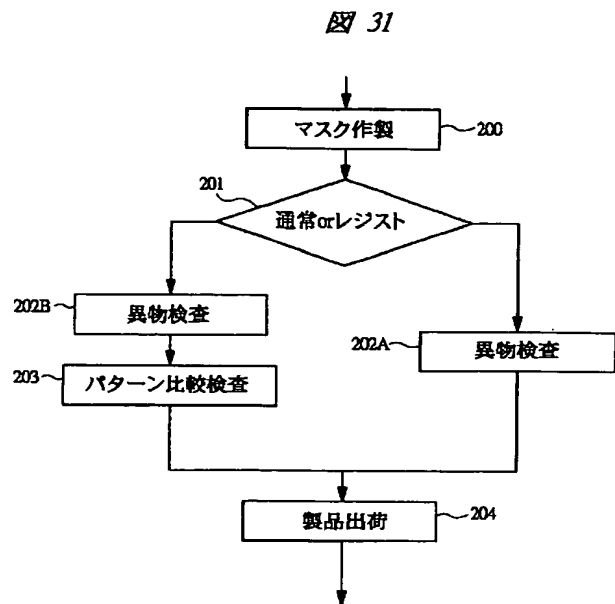 図 31
マスク作製
200
201
通常orレジスト
202B
異物検査
202A
異物検査
203
パターン比較検査
製品出荷
204